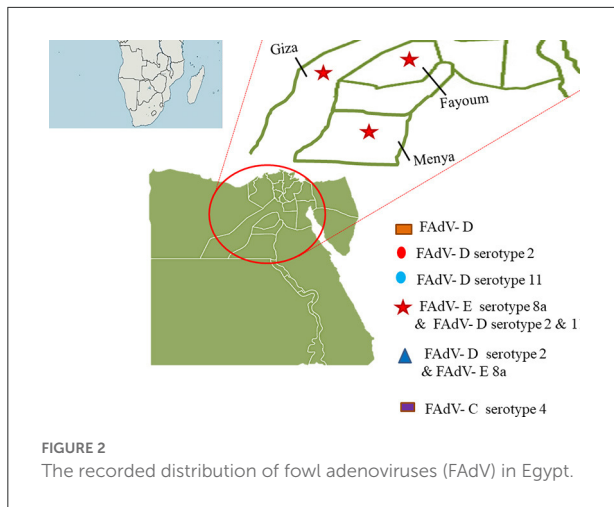 Giza
Fayoum
Menya
FAdV- D
FAdV- D serotype 2
FAdV- D serotype 11
FAdV- E serotype 8a
& FAdV- D serotype 2 & 1
FAdV- D serotype 2
& FAdV- E 8a
FAdV- C serotype 4
FIGURE 2
The recorded distribution of fowl adenoviruses (FAdV) in Egypt.